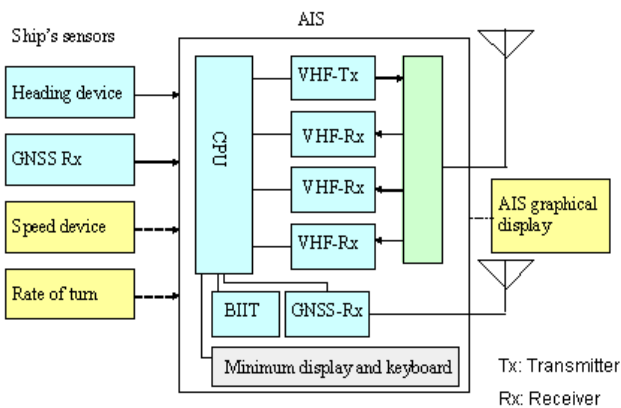 AIS
Ship's sensors
Heading device
GNSS Rx
Speed device
Rate of turn
CPU
VHF-Tx
VHF-Rx
VHF-Rx
VHF-Rx
BIIT
GNSS-Rx
Minimum display and keyboard
AIS graphical
display
Tx: Transmitter
Rx: Receiver